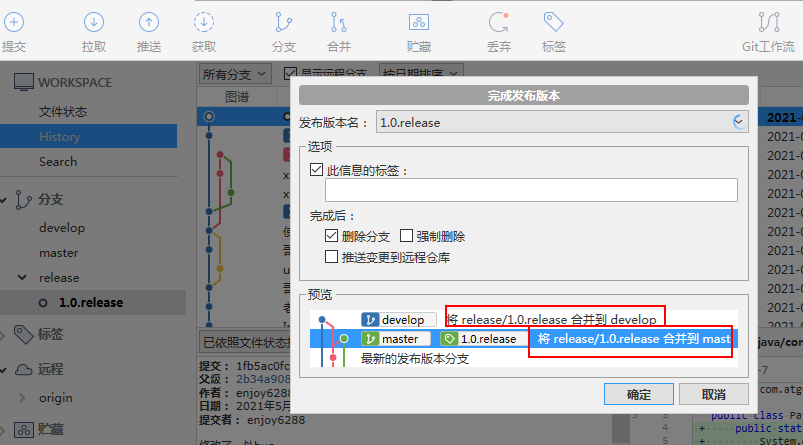 提交
拉取
推送
获取
分支
合并
贮藏
丢弃
标签
Git工作流
WORKSPACE
文件状态
History
Search
分支
develop
master
release
1.0.release
标签
远程
origin
贮藏
所有分支
显示远程分支
按日期排序
图谱
完成发布版本
发布版本名：
1.0.release
选项
此信息的标签：
完成后：
删除分支
强制删除
推送变更到远程仓库
预览
develop
将 release/1.0.release 合并到 develop
master
1.0.release
将 release/1.0.release 合并到 mast
最新的发布版本分支
确定
取消
已依照文件状态
提交： 1fb5ac0fc
父级： 2b34a908
作者： enjoy6288
日期： 2021年5月
提交者： enjoy6288
2021-0
2021-0
2021-0
2021-0
2021-0
2021-0
2021-0
2021-0
2021-0
2021-0
2021-0
java/con
-7
com.atg
public class Pa
4
+ public stat
5
+ System.